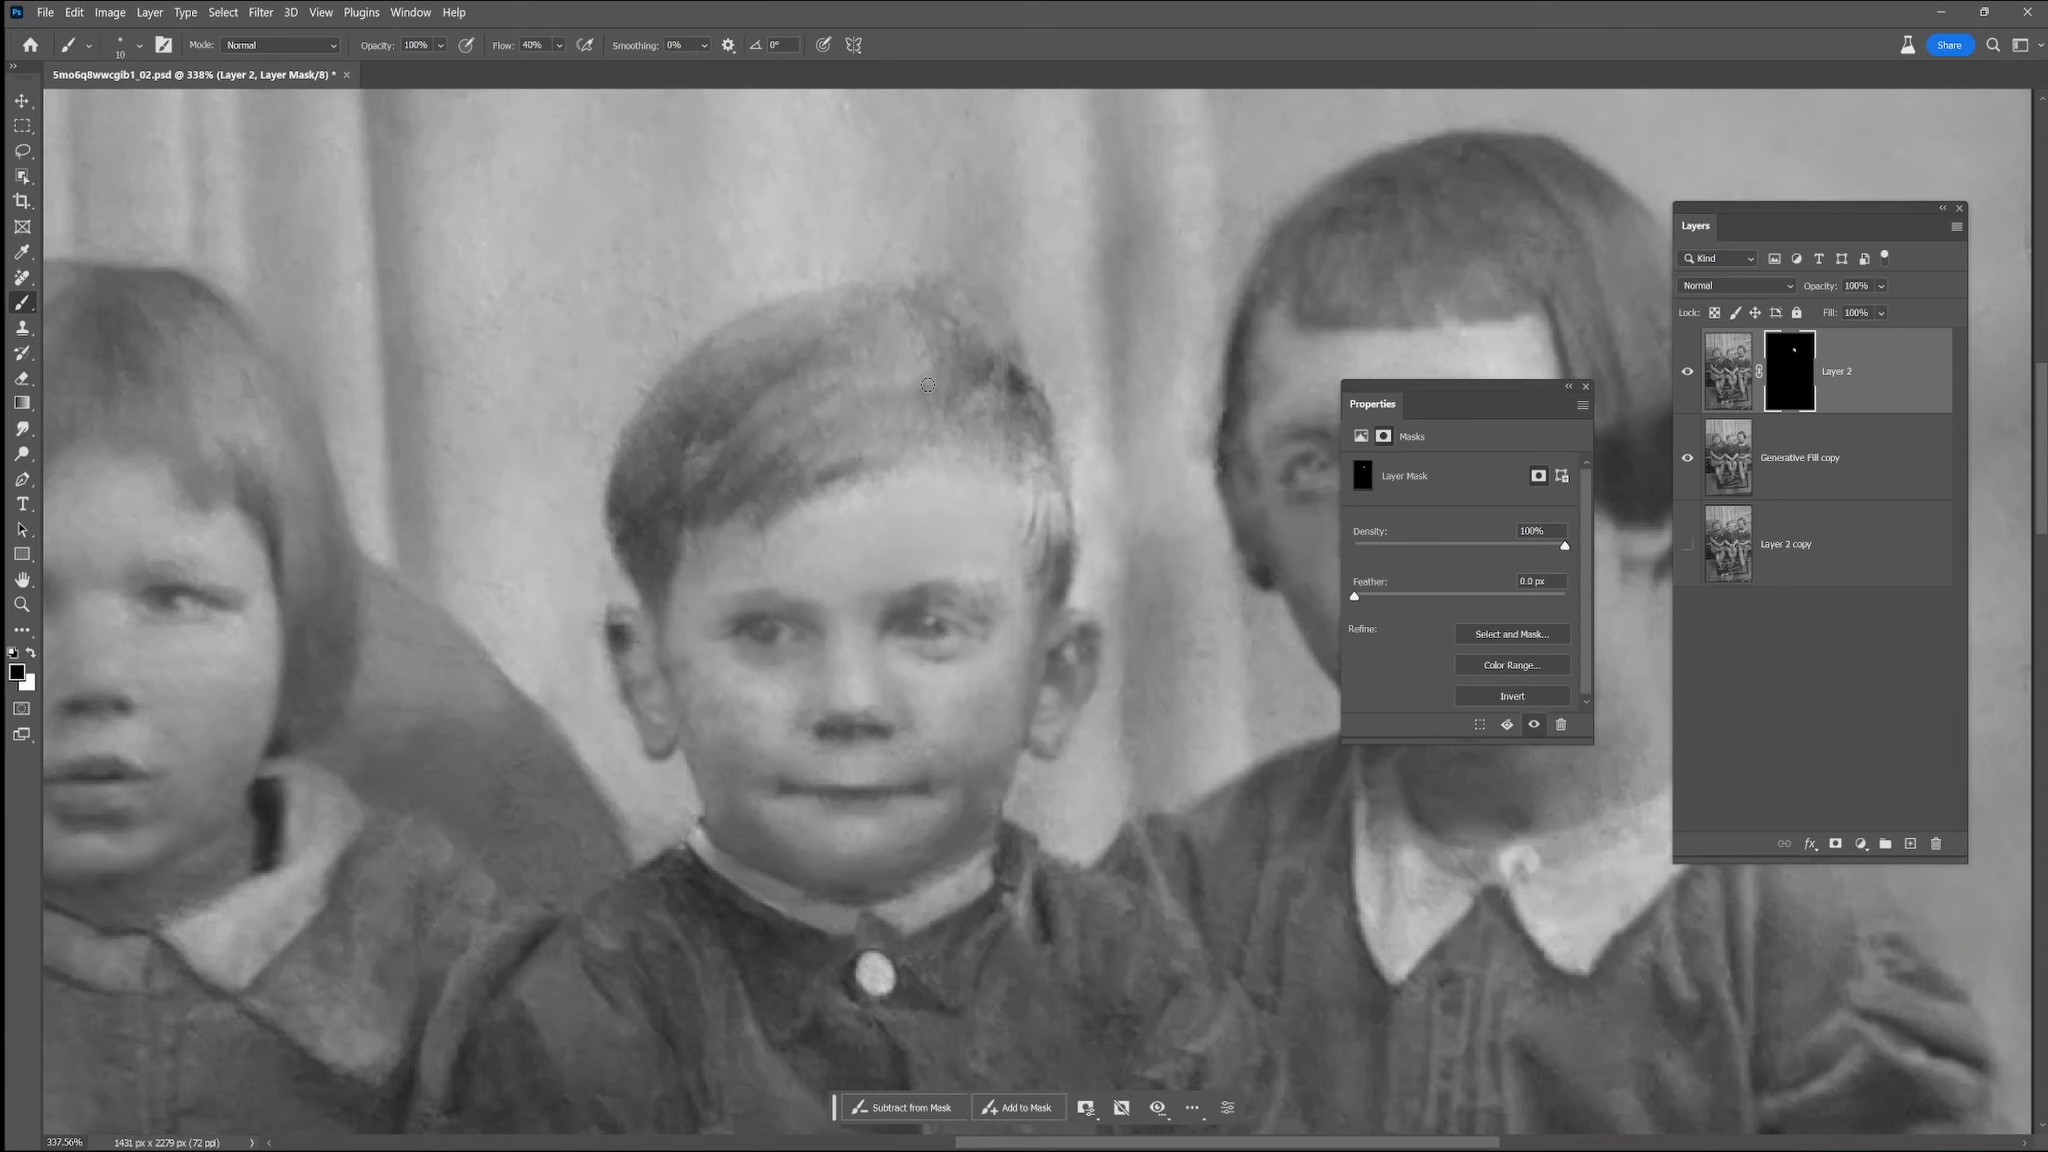 Ps File Edit Image Layer Type Select Filter 3D View Plugins Window Help
10 Mode: Normal Opacity: 100% Flow: 40% Smoothing: 0% 0° Share
5mo6q8wwcgib1_02.psd @ 338% (Layer 2, Layer Mask/8) *
Layers
Kind
Normal Opacity: 100%
Lock: Fill: 100%
Layer 2
Generative Fill copy
Layer 2 copy
Properties
Masks
Layer Mask
Density: 100%
Feather: 0.0 px
Refine:
Select and Mask...
Color Range...
Invert
Subtract from Mask Add to Mask
337.56% 1431 px x 2279 px (72 ppi)